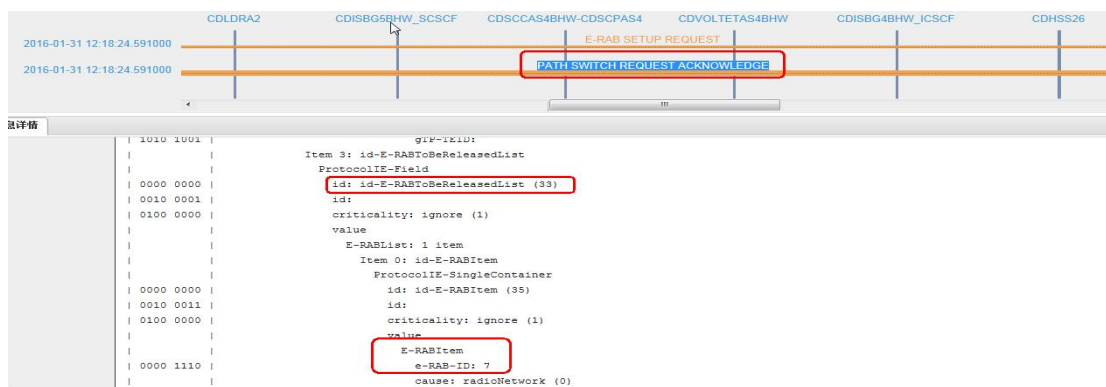 CDLDRA2 CDISBG5BHW_SCSCF CDSCCAS4BHW-CDSCPAS4 CDVOLTETAS4BHW CDISBG4BHW_ICSCF CDHSS26
2016-01-31 12:18:24.591000 E-RAB SETUP REQUEST
2016-01-31 12:18:24.591000 PATH SWITCH REQUEST ACKNOWLEDGE
息详情
| 1010 1001 | gTP-TEID:
| | Item 3: id-E-RABToBeReleasedList
| | ProtocolIE-Field
| 0000 0000 | id: id-E-RABToBeReleasedList (33)
| 0010 0001 | id:
| 0100 0000 | criticality: ignore (1)
| | value
| | E-RABList: 1 item
| | Item 0: id-E-RABItem
| | ProtocolIE-SingleContainer
| 0000 0000 | id: id-E-RABItem (35)
| 0010 0011 | id:
| 0100 0000 | criticality: ignore (1)
| | value
| | E-RABItem
| 0000 1110 | e-RAB-ID: 7
| | cause: radioNetwork (0)